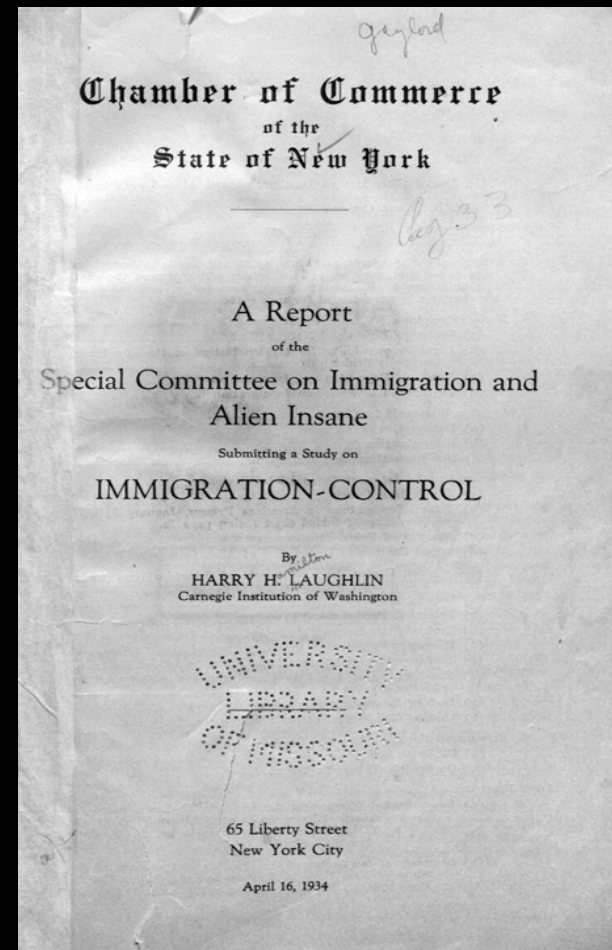 gaylord
Chamber of Commerce
of the
State of New York
A Report
of the
Special Committee on Immigration and
Alien Insane
Submitting a Study on
IMMIGRATION-CONTROL
By
amilton
HARRY H. LAUGHLIN
Carnegie Institution of Washington
UNIVERSITY
LIBRARY
OF MISSOURI
65 Liberty Street
New York City
April 16, 1934